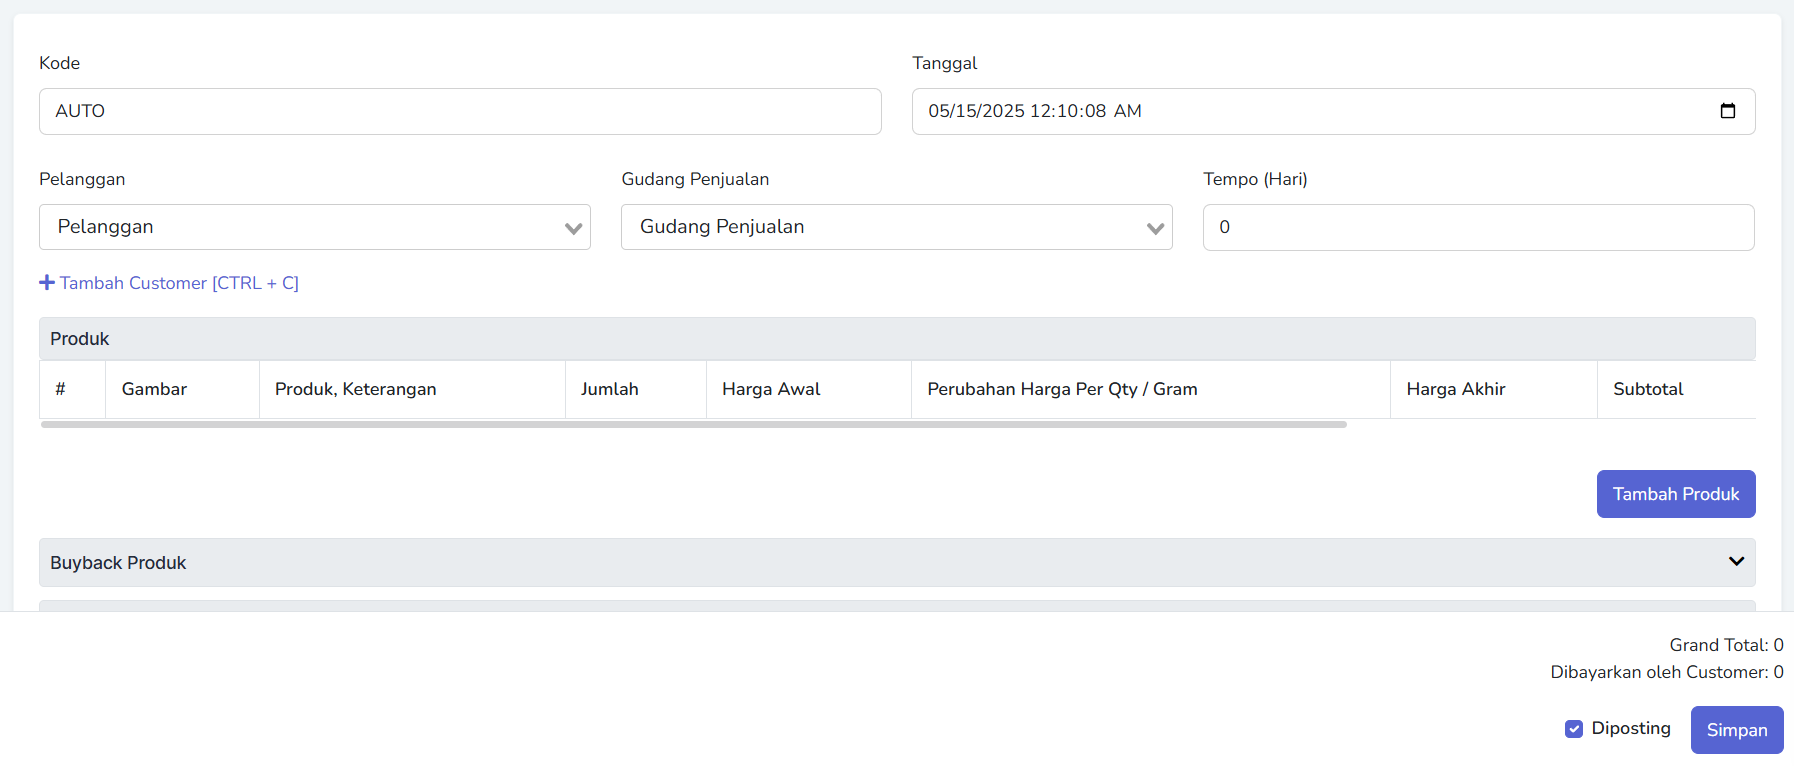 Kode
Tanggal
AUTO
05/15/2025 12:10:08 AM
Pelanggan
Gudang Penjualan
Tempo (Hari)
Pelanggan
Gudang Penjualan
0
Tambah Customer [CTRL + C]
Produk
# Gambar Produk, Keterangan Jumlah Harga Awal Perubahan Harga Per Qty / Gram Harga Akhir Subtotal
Tambah Produk
Buyback Produk
Grand Total: 0
Dibayarkan oleh Customer: 0
Diposting
Simpan